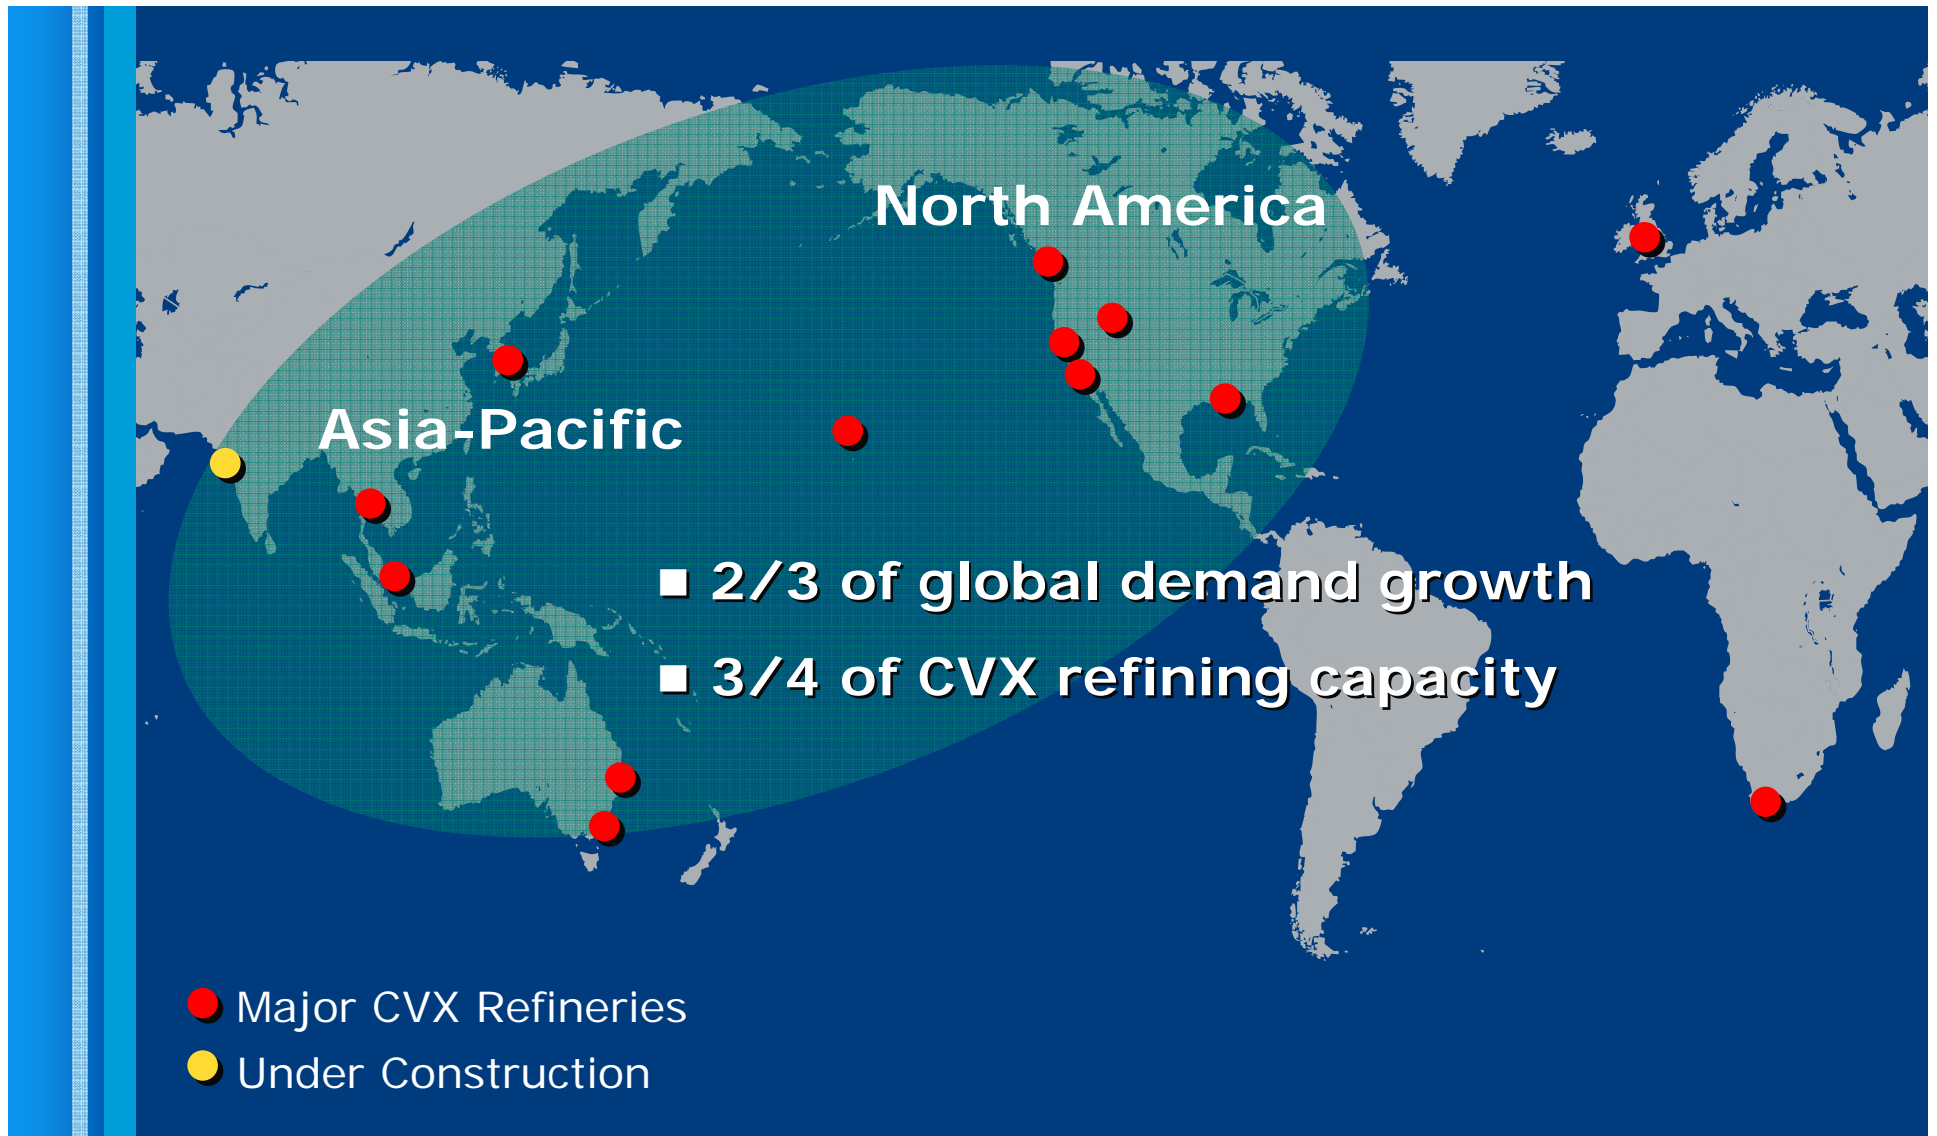 North America
Asia-Pacific
■ 2/3 of global demand growth
■ 3/4 of CVX refining capacity
Major CVX Refineries
Under Construction